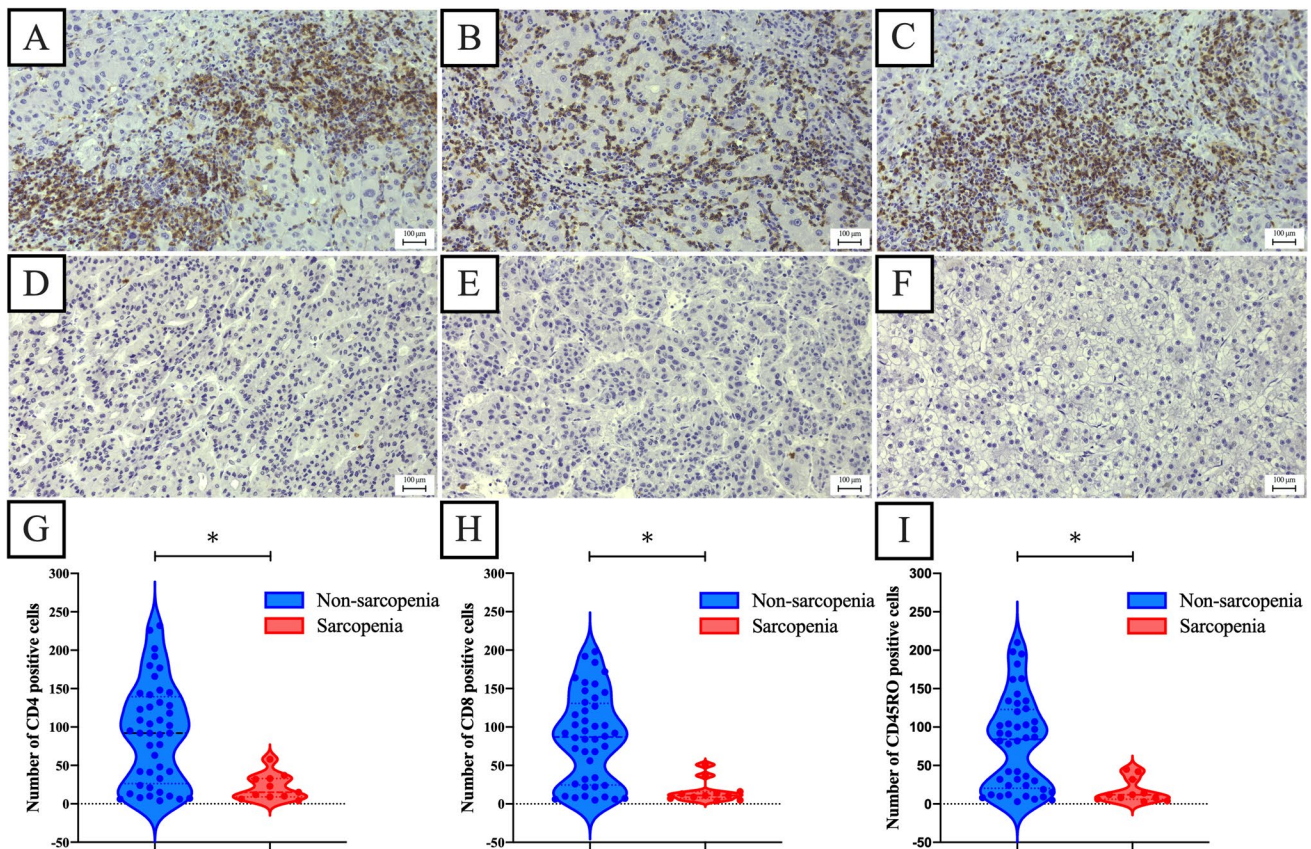 A
B
C
100 μm
100 μm
100 μm
D
E
F
100 μm
100 μm
100 μm
G
*
Number of CD4 positive cells
300
250
200
150
100
50
0
-50
Non-sarcopenia
Sarcopenia
H
*
Number of CD8 positive cells
300
250
200
150
100
50
0
-50
Non-sarcopenia
Sarcopenia
I
*
Number of CD45RO positive cells
300
250
200
150
100
50
0
-50
Non-sarcopenia
Sarcopenia